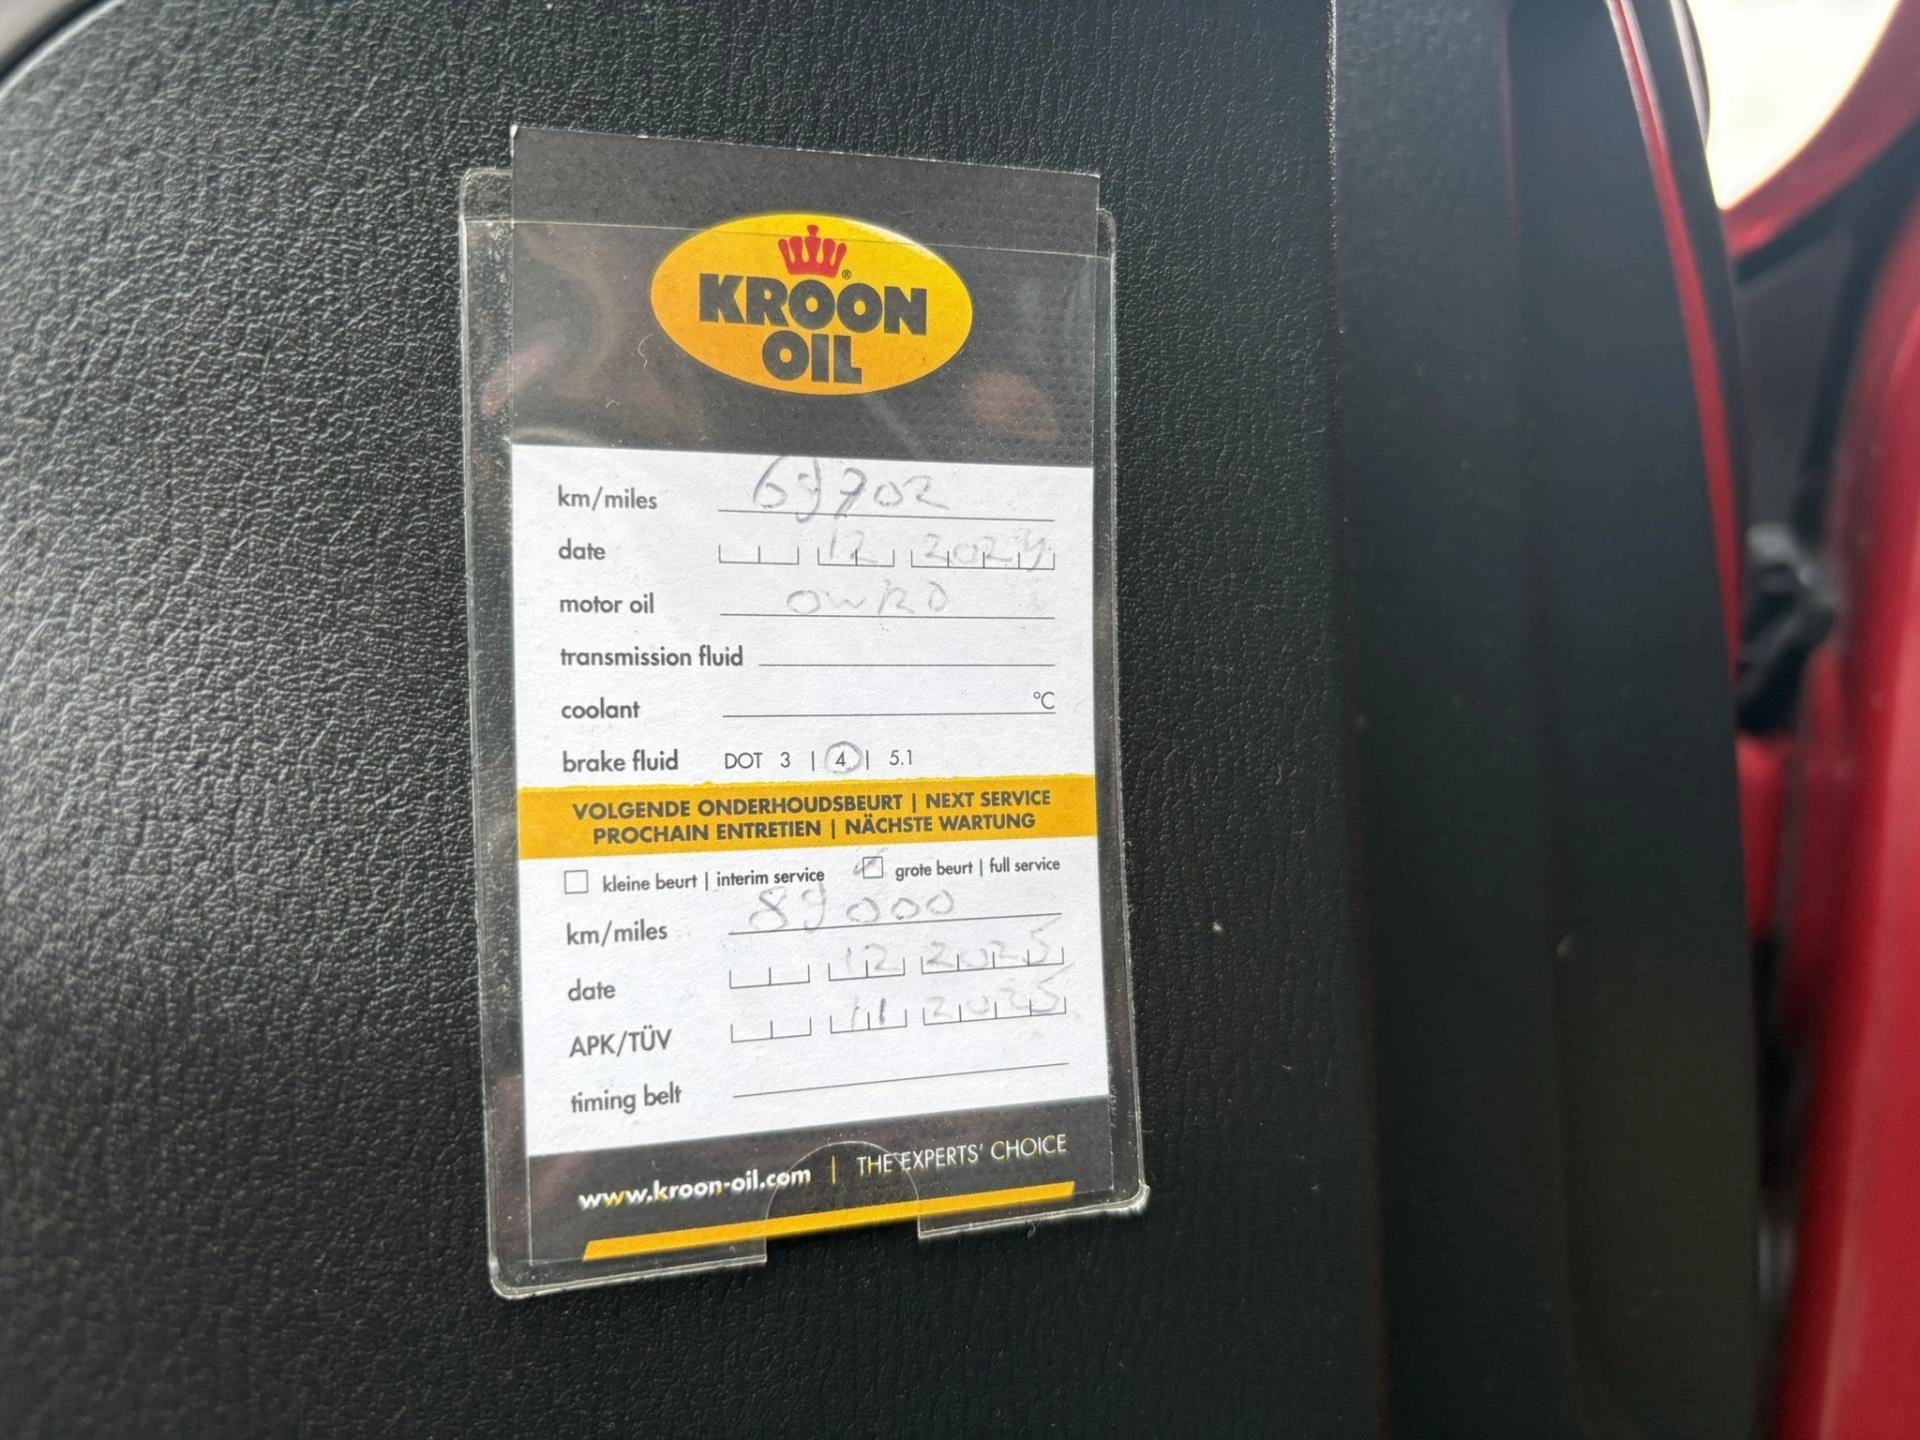 KROON
OIL
km/miles 69702
date 12 2024
motor oil 0W20
transmission fluid
coolant °C
brake fluid DOT 3 | 4 | 5.1
VOLGENDE ONDERHOUDSBEURT | NEXT SERVICE
PROCHAIN ENTRETIEN | NÄCHSTE WARTUNG
kleine beurt | interim service grote beurt | full service
km/miles 89000
date 12 2025
APK/TÜV 11 2025
timing belt
www.kroon-oil.com | THE EXPERTS' CHOICE